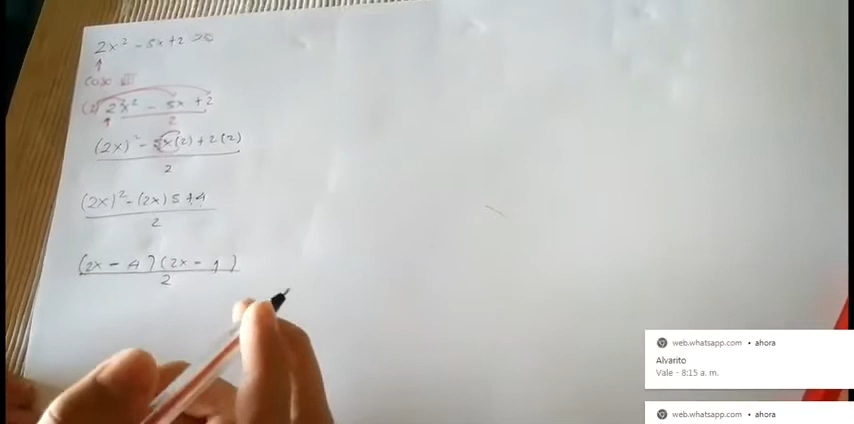 2x² - 5x + 2 > 0
↑
Caso III
(2) 2x² - 5x + 2
2
(2x)² - 5x(2) + 2(2)
2
(2x)² - (2x) 5 + 4
2
(2x - 4)(2x - 1)
2
web.whatsapp.com • ahora
Alvarito
Vale - 8:15 a. m.
web.whatsapp.com • ahora